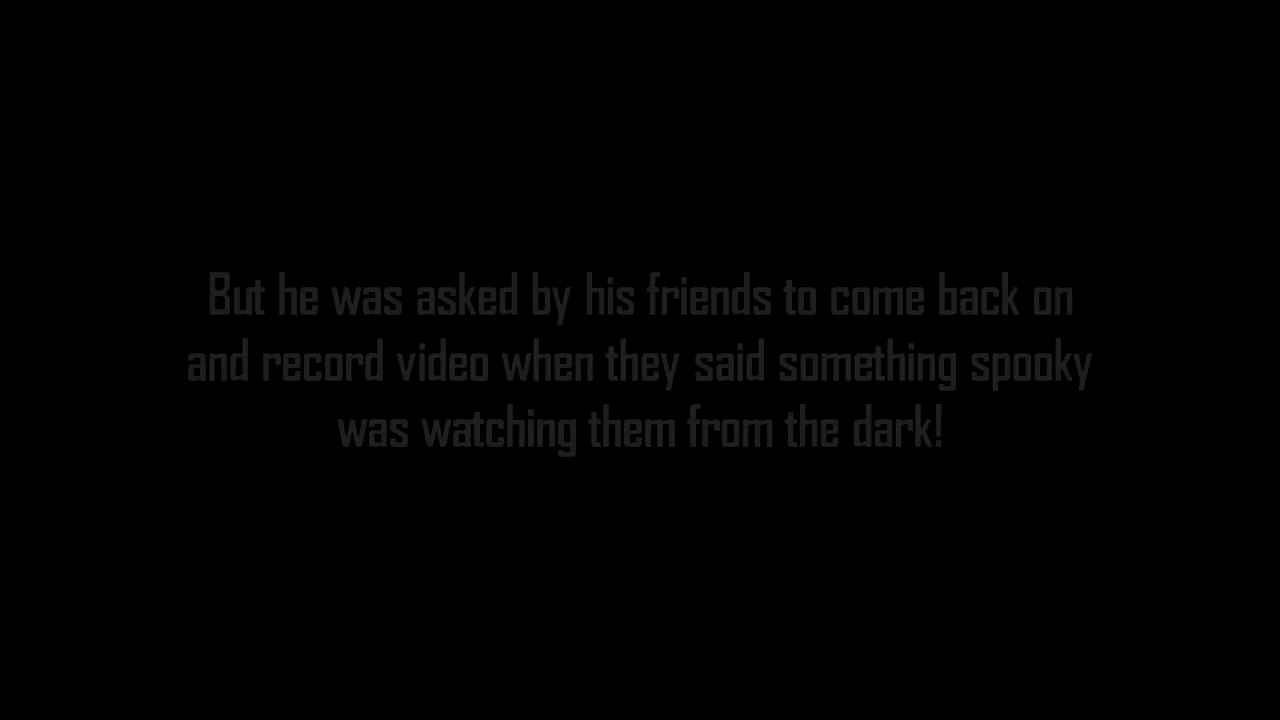 But he was asked by his friends to come back on
and record video when they said something spooky
was watching them from the dark!